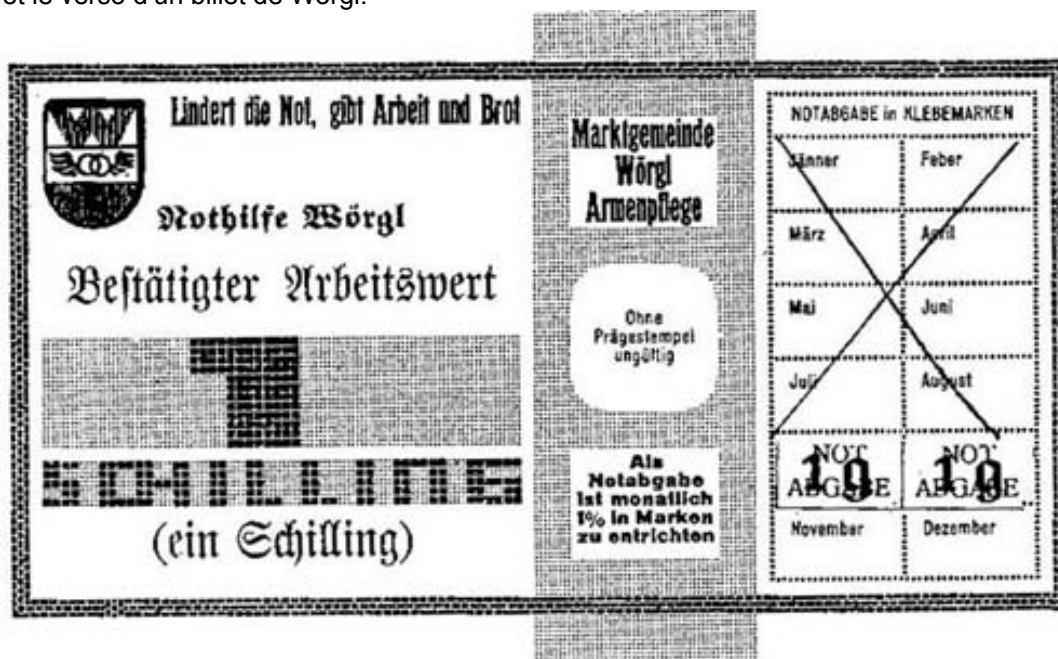 et le verso d'un billet de Wörgl.
Lindert die Not, gibt Arbeit und Brot
Nothilfe Wörgl
Bestätigter Arbeitswert
1
SCHILLING
(ein Schilling)
Marktgemeinde
Wörgl
Armenpflege
Ohne
Prägestempel
ungültig
Als
Notabgabe
ist monatlich
1% in Marken
zu entrichten
NOTABGABE in KLEBEMARKEN
Jänner Feber
März April
Mai Juni
Juli August
NOT NOT
1g 1g
ABGABE ABGABE
November Dezember